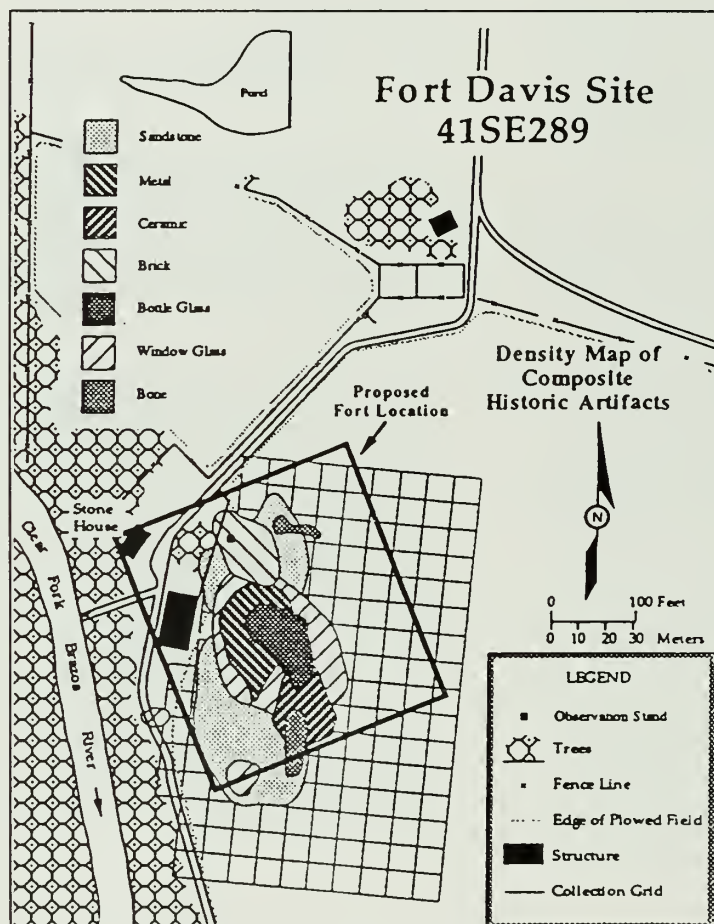 Fort Davis Site
41SE289
Pond
Sandstone
Metal
Ceramic
Brick
Bottle Glass
Window Glass
Bone
Density Map of
Composite
Historic Artifacts
Proposed
Fort Location
Stone
House
Clear Fork Brazos River
N
0 100 Feet
0 10 20 30
Meters
LEGEND
Observation Stand
Trees
Fence Line
Edge of Plowed Field
Structure
Collection Grid